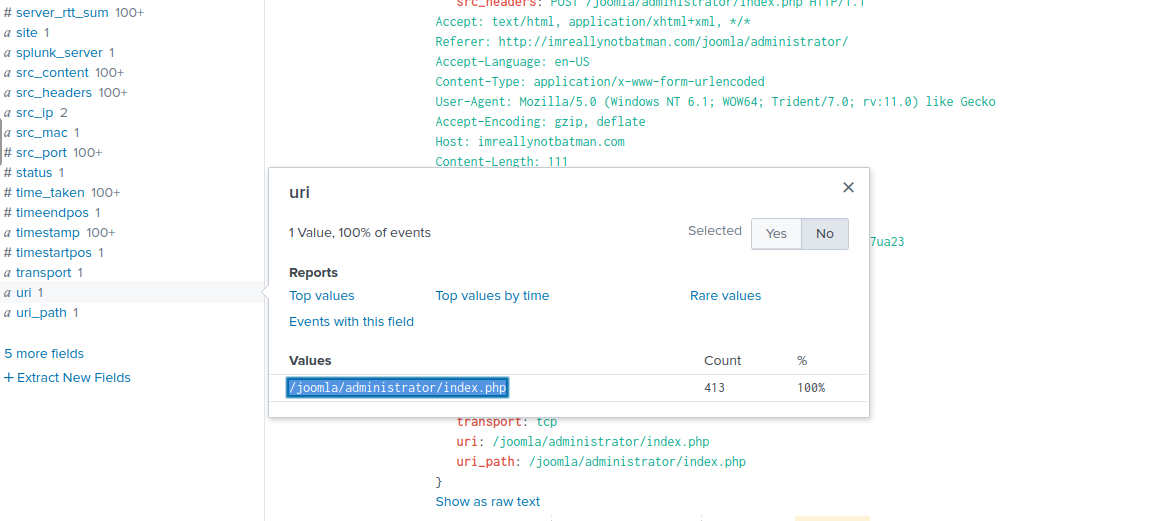 # server_rtt_sum 100+
a site 1
a splunk_server 1
a src_content 100+
a src_headers 100+
a src_ip 2
a src_mac 1
# src_port 100+
# status 1
# time_taken 100+
# timeendpos 1
a timestamp 100+
# timestartpos 1
a transport 1
a uri 1
a uri_path 1
5 more fields
+ Extract New Fields
src_headers: POST /joomla/administrator/index.php HTTP/1.1
Accept: text/html, application/xhtml+xml, */*
Referer: http://imreallynotbatman.com/joomla/administrator/
Accept-Language: en-US
Content-Type: application/x-www-form-urlencoded
User-Agent: Mozilla/5.0 (Windows NT 6.1; WOW64; Trident/7.0; rv:11.0) like Gecko
Accept-Encoding: gzip, deflate
Host: imreallynotbatman.com
Content-Length: 111
7ua23
uri ×
1 Value, 100% of events Selected Yes No
Reports
Top values Top values by time Rare values
Events with this field
Values Count %
/joomla/administrator/index.php 413 100%
transport: tcp
uri: /joomla/administrator/index.php
uri_path: /joomla/administrator/index.php
}
Show as raw text